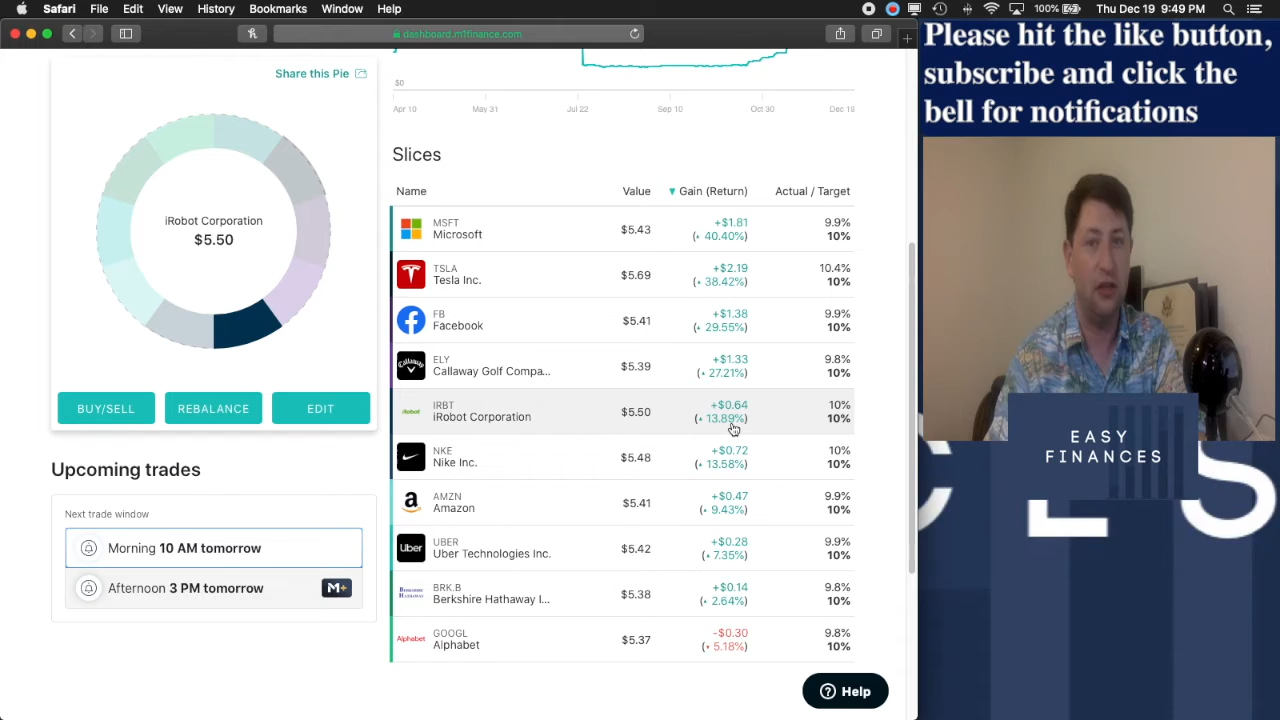 Safari File Edit View History Bookmarks Window Help 100% Thu Dec 19 9:49 PM
dashboard.m1finance.com
Please hit the like button,
subscribe and click the
bell for notifications
Share this Pie
iRobot Corporation
$5.50
BUY/SELL REBALANCE EDIT
Upcoming trades
Next trade window
Morning 10 AM tomorrow
Afternoon 3 PM tomorrow M+
$0
Apr 10 May 31 Jul 22 Sep 10 Oct 30 Dec 19
Slices
Name Value ▼ Gain (Return) Actual / Target
MSFT +$1.81 9.9%
Microsoft $5.43 (▲ 40.40%) 10%
TSLA +$2.19 10.4%
Tesla Inc. $5.69 (▲ 38.42%) 10%
FB +$1.38 9.9%
Facebook $5.41 (▲ 29.55%) 10%
Callaway
ELY +$1.33 9.8%
Callaway Golf Compa... $5.39 (▲ 27.21%) 10%
iRobot
IRBT +$0.64 10%
iRobot Corporation $5.50 (▲ 13.89%) 10%
NKE +$0.72 10%
Nike Inc. $5.48 (▲ 13.58%) 10%
AMZN +$0.47 9.9%
Amazon $5.41 (▲ 9.43%) 10%
Uber
UBER +$0.28 9.9%
Uber Technologies Inc. $5.42 (▲ 7.35%) 10%
BERKSHIRE HATHAWAY
BRK.B +$0.14 9.8%
Berkshire Hathaway I... $5.38 (▲ 2.64%) 10%
Alphabet
GOOGL -$0.30 9.8%
Alphabet $5.37 (▼ 5.18%) 10%
Help
EASY
FINANCES